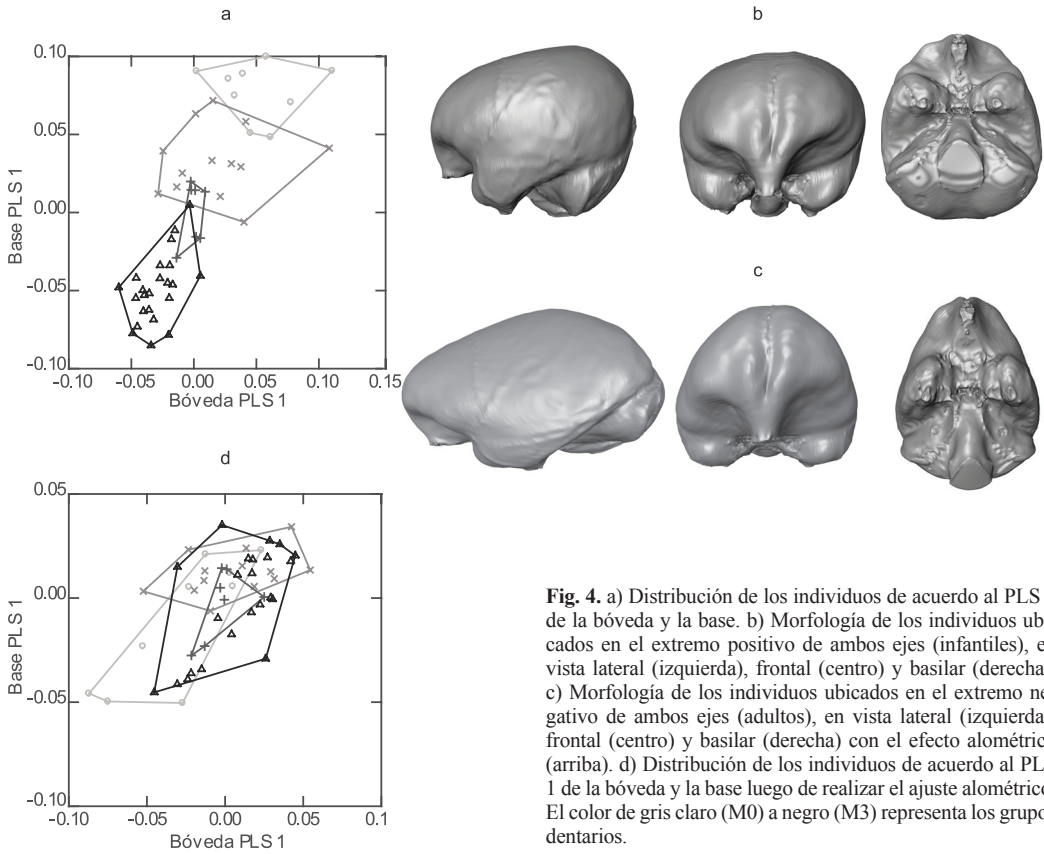 a
b
0.10
0.05
0.00
−0.05
−0.10
Base PLS 1
−0.10 −0.05 0.00 0.05 0.10 0.15
Bóveda PLS 1
c
d
0.05
0.00
−0.05
−0.10
Base PLS 1
−0.10 −0.05 0.00 0.05 0.10
Bóveda PLS 1
Fig. 4. a) Distribución de los individuos de acuerdo al PLS
de la bóveda y la base. b) Morfología de los individuos ubi
cados en el extremo positivo de ambos ejes (infantiles), e
vista lateral (izquierda), frontal (centro) y basilar (derecha
c) Morfología de los individuos ubicados en el extremo ne
gativo de ambos ejes (adultos), en vista lateral (izquierda
frontal (centro) y basilar (derecha) con el efecto alométric
(arriba). d) Distribución de los individuos de acuerdo al PL
1 de la bóveda y la base luego de realizar el ajuste alométrico
El color de gris claro (M0) a negro (M3) representa los grupo
dentarios.